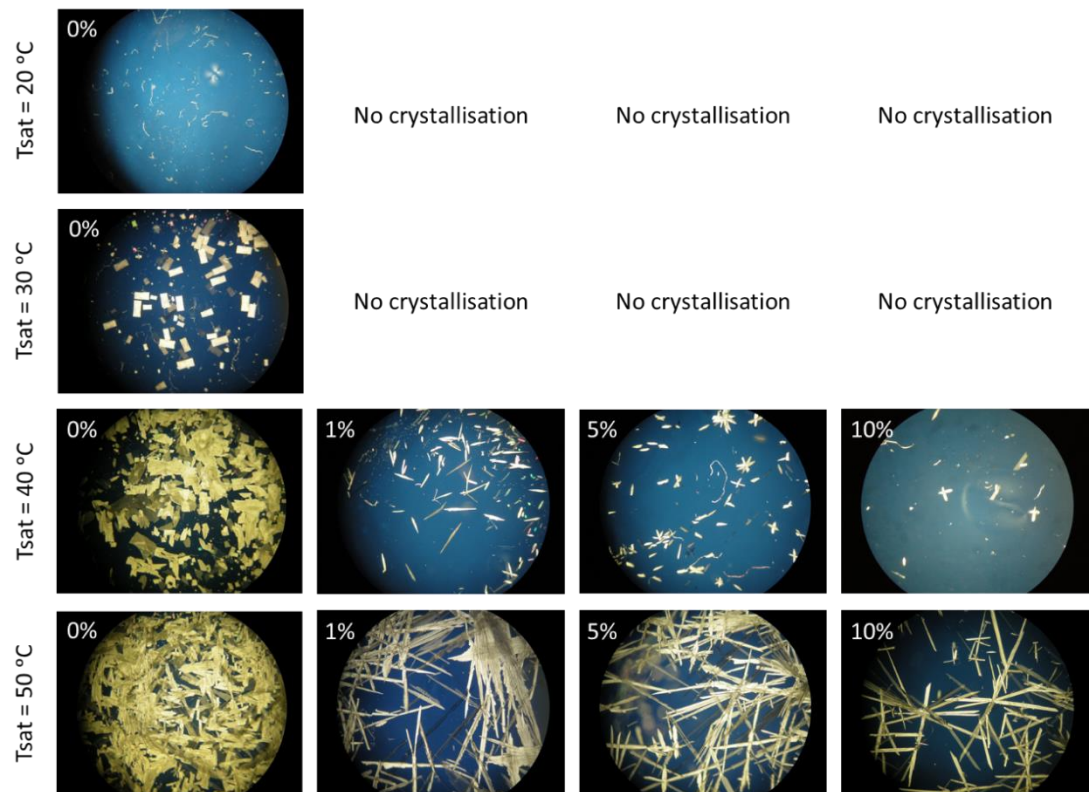 Tsat = 20 °C
0%
No crystallisation
No crystallisation
No crystallisation
Tsat = 30 °C
0%
No crystallisation
No crystallisation
No crystallisation
Tsat = 40 °C
0%
1%
5%
10%
Tsat = 50 °C
0%
1%
5%
10%